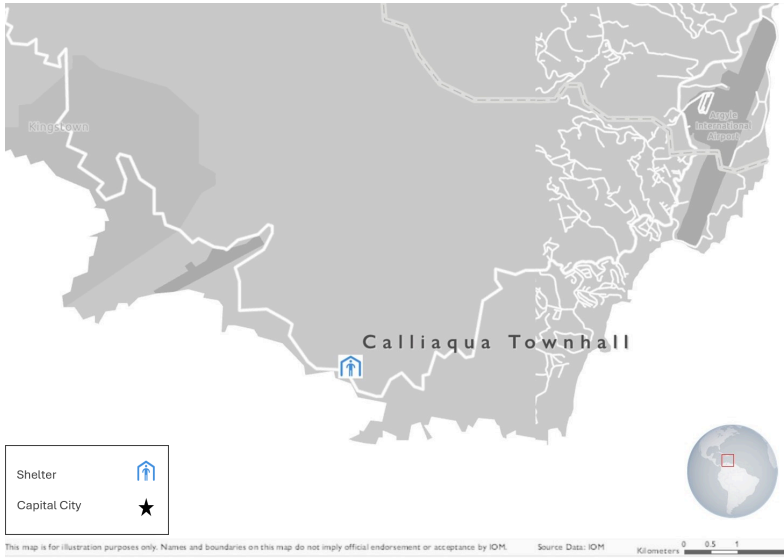 Kingstown
Argyle
International
Airport
Calliaqua Townhall
Shelter
Capital City
This map is for illustration purposes only. Names and boundaries on this map do not imply official endorsement or acceptance by IOM.
Source Data: IOM
Kilometers
0 0.5 1